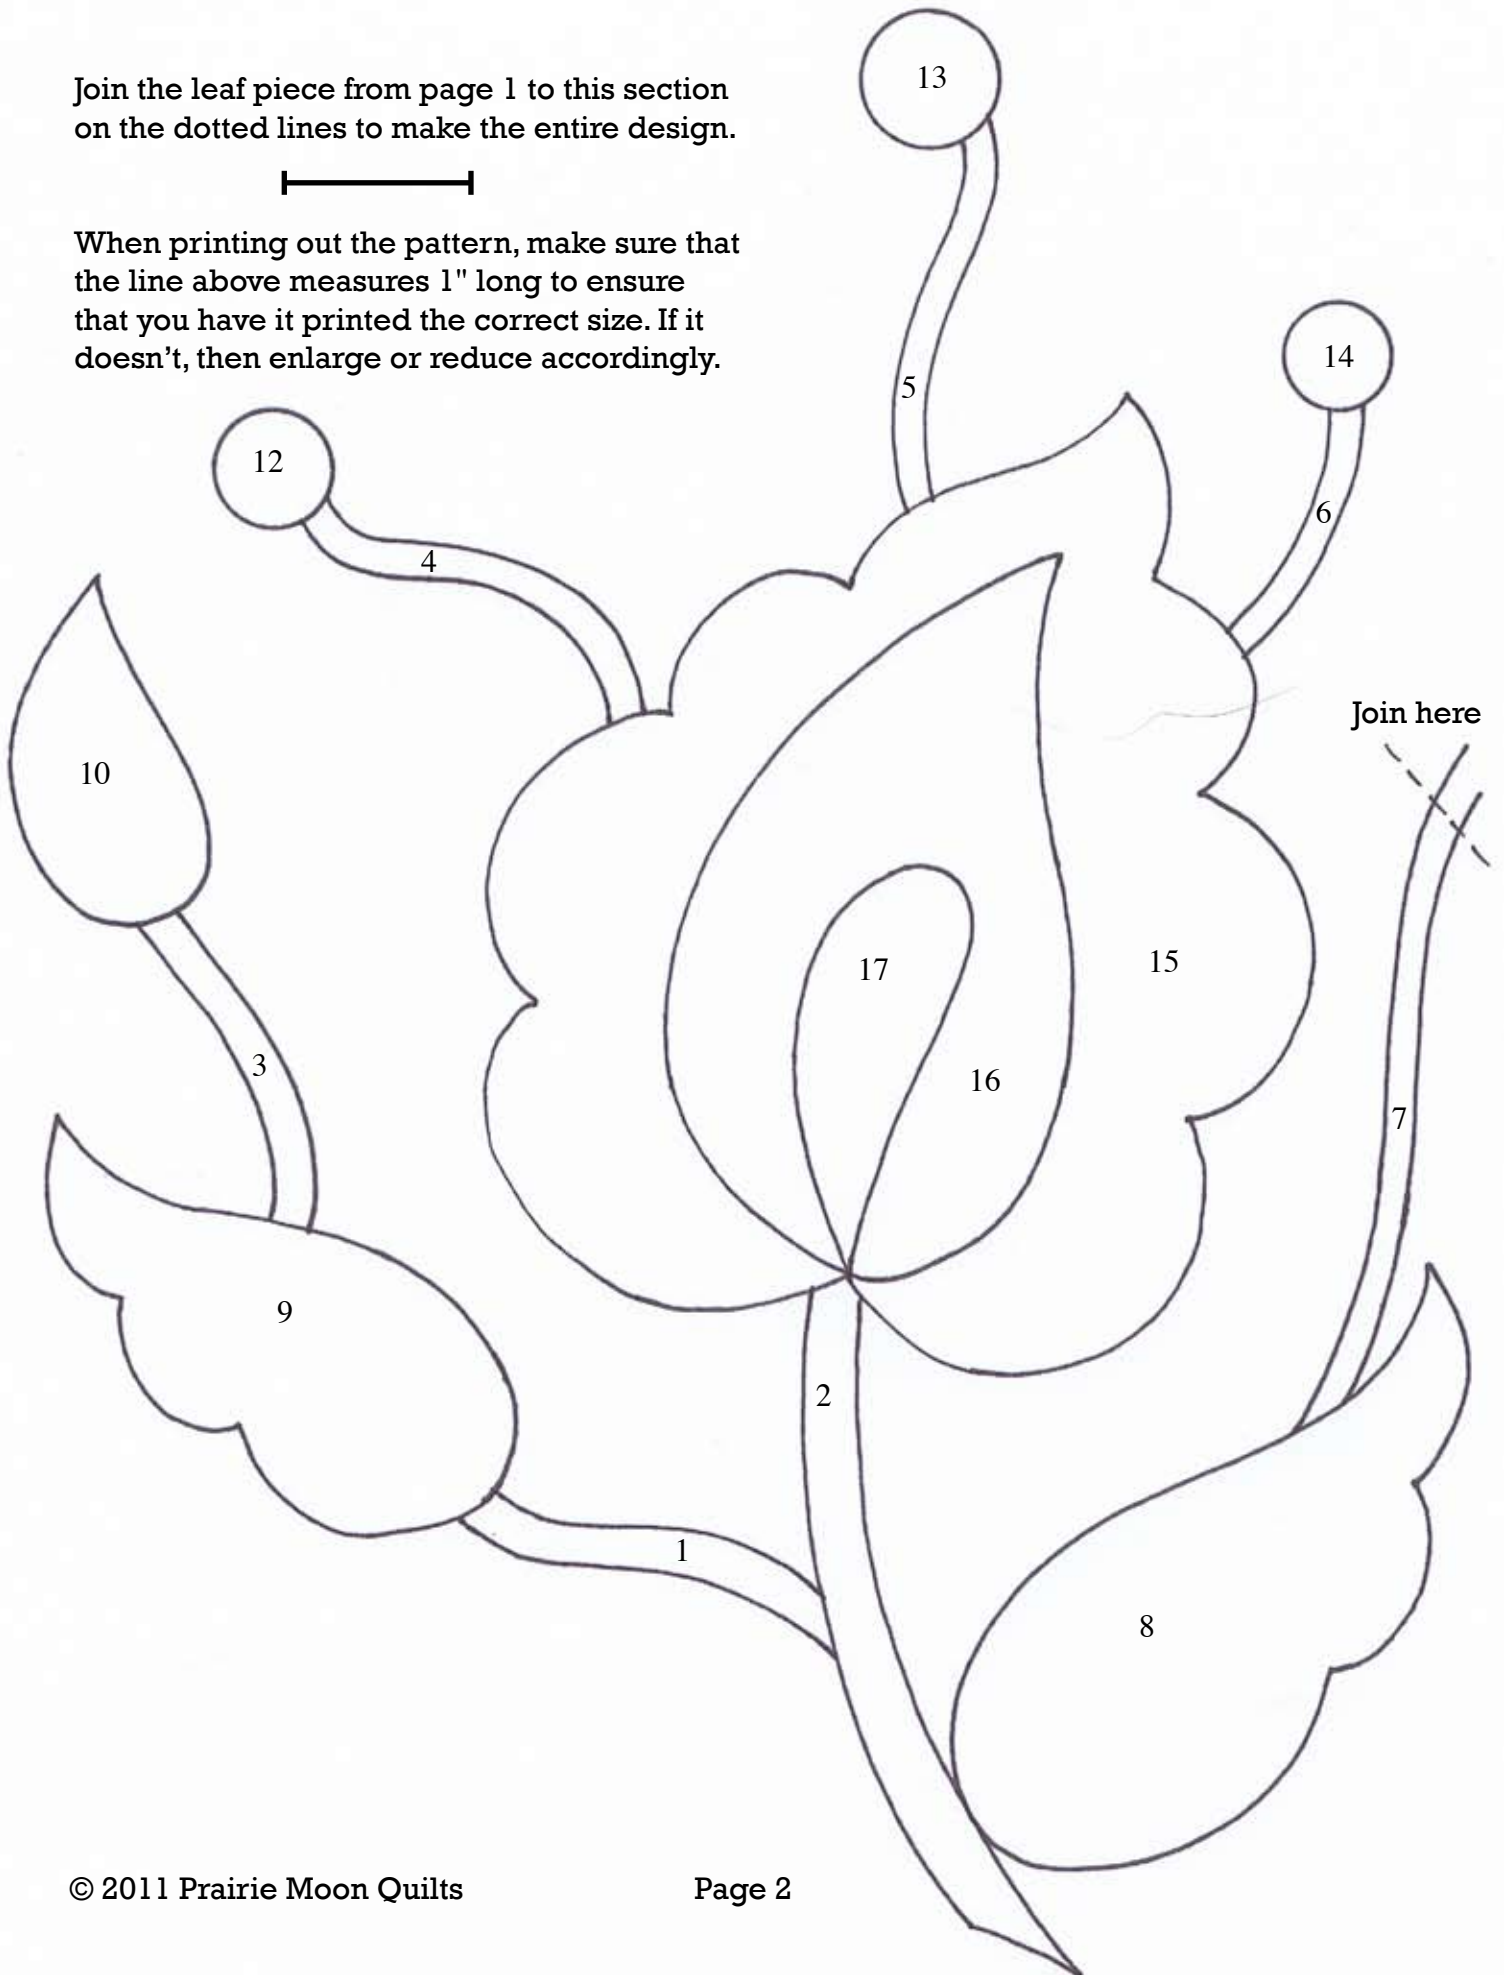 Join the leaf piece from page 1 to this section
on the dotted lines to make the entire design.
When printing out the pattern, make sure that
the line above measures 1" long to ensure
that you have it printed the correct size. If it
doesn't, then enlarge or reduce accordingly.
13
14
5
12
6
4
Join here
10
15
17
16
3
7
9
2
1
8
© 2011 Prairie Moon Quilts
Page 2